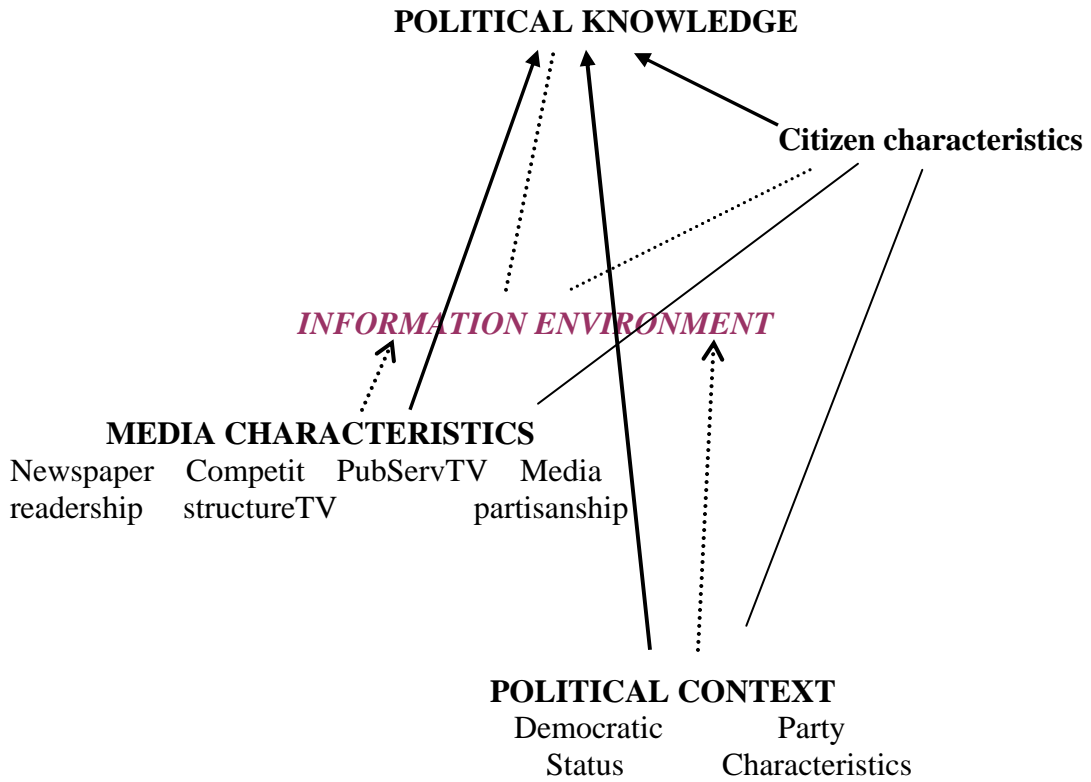 POLITICAL KNOWLEDGE
Citizen characteristics
INFORMATION ENVIRONMENT
MEDIA CHARACTERISTICS
Newspaper Competit PubServTV Media
readership structureTV partisanship
POLITICAL CONTEXT
Democratic Party
Status Characteristics